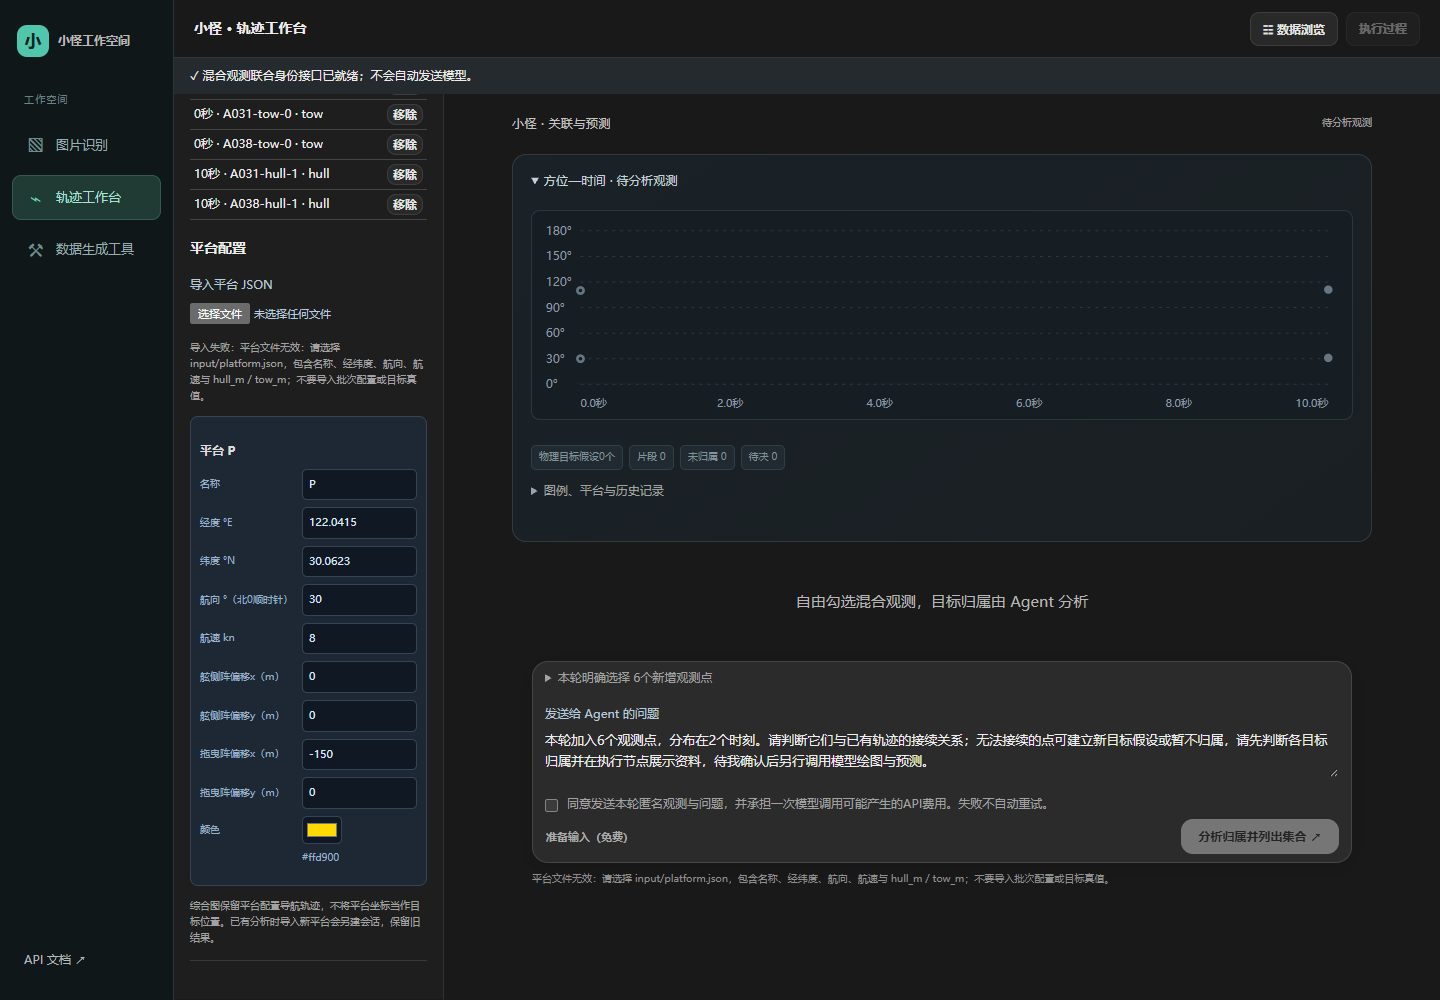 小
小怪工作空间
工作空间
图片识别
轨迹工作台
数据生成工具
API 文档 ↗
小怪 • 轨迹工作台
数据浏览
执行过程
✓ 混合观测联合身份接口已就绪；不会自动发送模型。
0秒 · A031-tow-0 · tow
移除
0秒 · A038-tow-0 · tow
移除
10秒 · A031-hull-1 · hull
移除
10秒 · A038-hull-1 · hull
移除
平台配置
导入平台 JSON
选择文件 未选择任何文件
导入失败：平台文件无效：请选择
input/platform.json，包含名称、经纬度、航向、航
速与 hull_m / tow_m；不要导入批次配置或目标真
值。
平台 P
名称
P
经度 °E
122.0415
纬度 °N
30.0623
航向 °（北0顺时针）
30
航速 kn
8
舷侧阵偏移x（m）
0
舷侧阵偏移y（m）
0
拖曳阵偏移x（m）
-150
拖曳阵偏移y（m）
0
颜色
#ffd900
综合图保留平台配置导航轨迹，不将平台坐标当作目
标位置。已有分析时导入新平台会另建会话，保留旧
结果。
小怪 · 关联与预测
待分析观测
▼ 方位—时间 · 待分析观测
180°
150°
120°
90°
60°
30°
0°
0.0秒
2.0秒
4.0秒
6.0秒
8.0秒
10.0秒
物理目标假设0个
片段 0
未归属 0
待决 0
▶ 图例、平台与历史记录
自由勾选混合观测，目标归属由 Agent 分析
▶ 本轮明确选择 6个新增观测点
发送给 Agent 的问题
本轮加入6个观测点，分布在2个时刻。请判断它们与已有轨迹的接续关系；无法接续的点可建立新目标假设或暂不归属，请先判断各目标
归属并在执行节点展示资料，待我确认后另行调用模型绘图与预测。
同意发送本轮匿名观测与问题，并承担一次模型调用可能产生的API费用。失败不自动重试。
准备输入（免费）
分析归属并列出集合 ↗
平台文件无效：请选择 input/platform.json，包含名称、经纬度、航向、航速与 hull_m / tow_m；不要导入批次配置或目标真值。